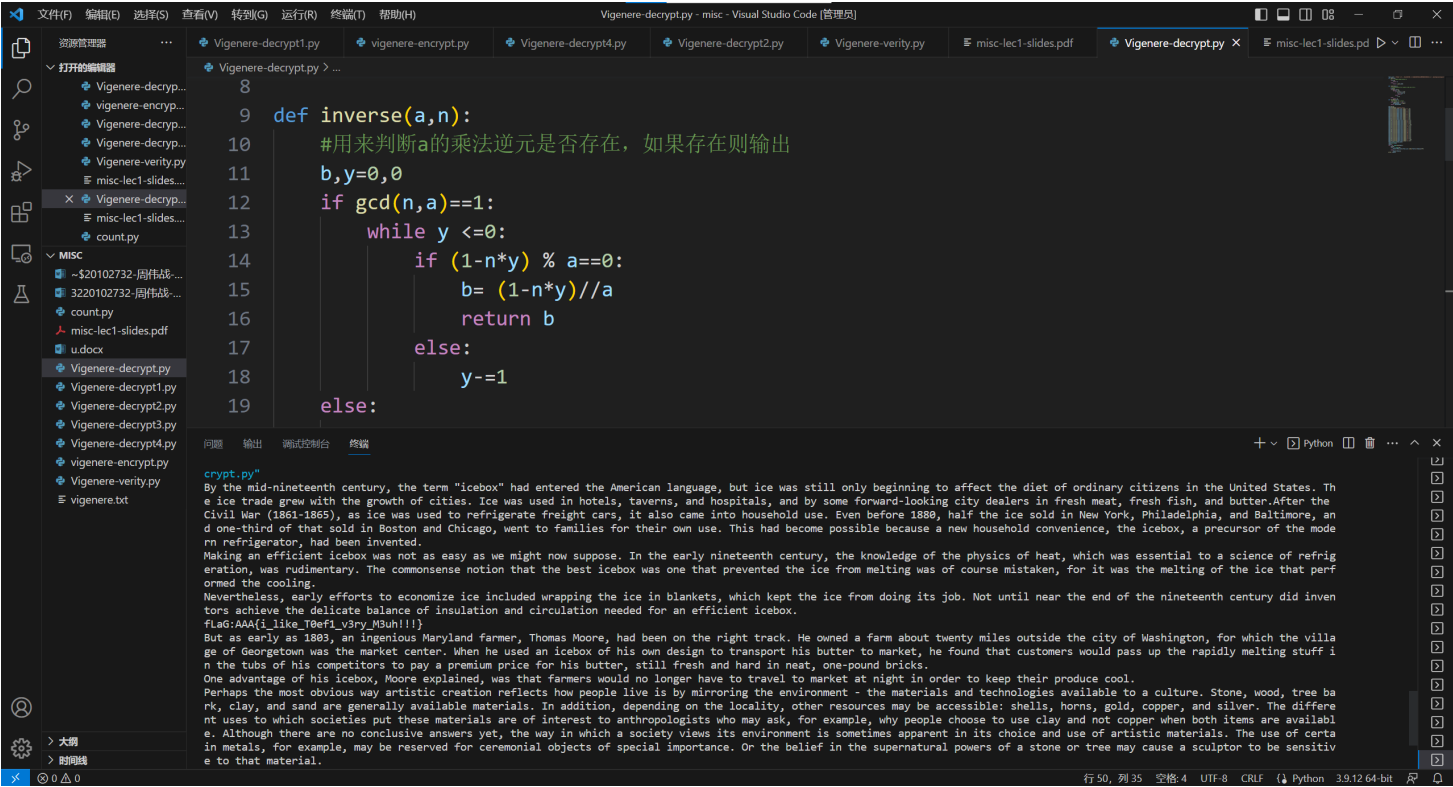 文件(F) 编辑(E) 选择(S) 查看(V) 转到(G) 运行(R) 终端(T) 帮助(H)
Vigenere-decrypt.py - misc - Visual Studio Code [管理员]
资源管理器
打开的编辑器
Vigenere-decryp...
vigenere-encryp...
Vigenere-decryp...
Vigenere-decryp...
Vigenere-verity.py
misc-lec1-slides....
Vigenere-decryp...
misc-lec1-slides....
count.py
MISC
~$20102732-周伟战-...
3220102732-周伟战-...
count.py
misc-lec1-slides.pdf
u.docx
Vigenere-decrypt.py
Vigenere-decrypt1.py
Vigenere-decrypt2.py
Vigenere-decrypt3.py
Vigenere-decrypt4.py
vigenere-encrypt.py
Vigenere-verity.py
vigenere.txt
大纲
时间线
Vigenere-decrypt1.py vigenere-encrypt.py Vigenere-decrypt4.py Vigenere-decrypt2.py Vigenere-verity.py misc-lec1-slides.pdf Vigenere-decrypt.py misc-lec1-slides.pd
Vigenere-decrypt.py > ...
8
9 def inverse(a,n):
10 #用来判断a的乘法逆元是否存在，如果存在则输出
11 b,y=0,0
12 if gcd(n,a)==1:
13 while y <=0:
14 if (1-n*y) % a==0:
15 b= (1-n*y)//a
16 return b
17 else:
18 y-=1
19 else:
问题 输出 调试控制台 终端
Python
crypt.py"
By the mid-nineteenth century, the term "icebox" had entered the American language, but ice was still only beginning to affect the diet of ordinary citizens in the United States. Th
e ice trade grew with the growth of cities. Ice was used in hotels, taverns, and hospitals, and by some forward-looking city dealers in fresh meat, fresh fish, and butter.After the
Civil War (1861-1865), as ice was used to refrigerate freight cars, it also came into household use. Even before 1880, half the ice sold in New York, Philadelphia, and Baltimore, an
d one-third of that sold in Boston and Chicago, went to families for their own use. This had become possible because a new household convenience, the icebox, a precursor of the mode
rn refrigerator, had been invented.
Making an efficient icebox was not as easy as we might now suppose. In the early nineteenth century, the knowledge of the physics of heat, which was essential to a science of refrig
eration, was rudimentary. The commonsense notion that the best icebox was one that prevented the ice from melting was of course mistaken, for it was the melting of the ice that perf
ormed the cooling.
Nevertheless, early efforts to economize ice included wrapping the ice in blankets, which kept the ice from doing its job. Not until near the end of the nineteenth century did inven
tors achieve the delicate balance of insulation and circulation needed for an efficient icebox.
fLaG:AAA{i_like_T0ef1_v3ry_M3uh!!!}
But as early as 1803, an ingenious Maryland farmer, Thomas Moore, had been on the right track. He owned a farm about twenty miles outside the city of Washington, for which the villa
ge of Georgetown was the market center. When he used an icebox of his own design to transport his butter to market, he found that customers would pass up the rapidly melting stuff i
n the tubs of his competitors to pay a premium price for his butter, still fresh and hard in neat, one-pound bricks.
One advantage of his icebox, Moore explained, was that farmers would no longer have to travel to market at night in order to keep their produce cool.
Perhaps the most obvious way artistic creation reflects how people live is by mirroring the environment - the materials and technologies available to a culture. Stone, wood, tree ba
rk, clay, and sand are generally available materials. In addition, depending on the locality, other resources may be accessible: shells, horns, gold, copper, and silver. The differe
nt uses to which societies put these materials are of interest to anthropologists who may ask, for example, why people choose to use clay and not copper when both items are availabl
e. Although there are no conclusive answers yet, the way in which a society views its environment is sometimes apparent in its choice and use of artistic materials. The use of certa
in metals, for example, may be reserved for ceremonial objects of special importance. Or the belief in the supernatural powers of a stone or tree may cause a sculptor to be sensitiv
e to that material.
0 0
行 50，列 35 空格: 4 UTF-8 CRLF Python 3.9.12 64-bit